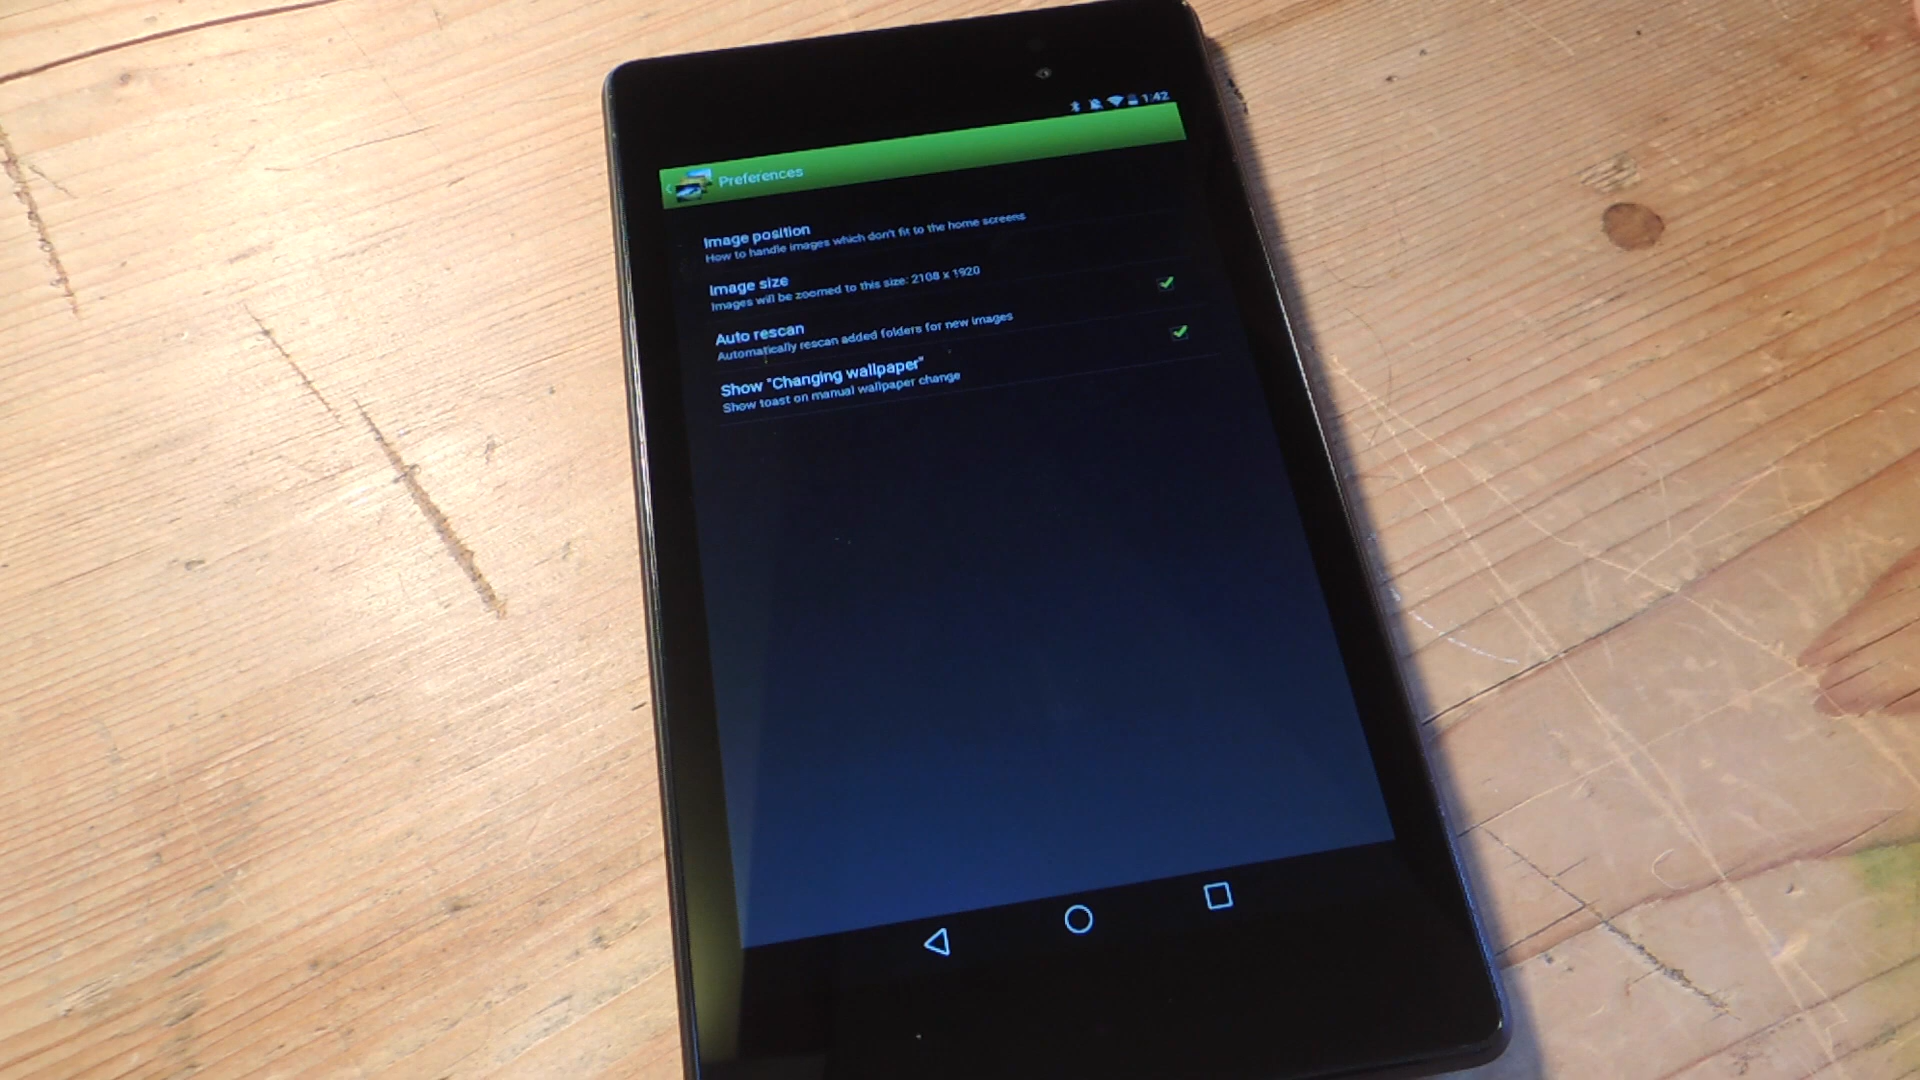 1:42
Preferences
Image position
How to handle images which don't fit to the home screens
Image size
Images will be zoomed to this size: 2108 x 1920
Auto rescan
Automatically rescan added folders for new images
Show "Changing wallpaper"
Show toast on manual wallpaper change